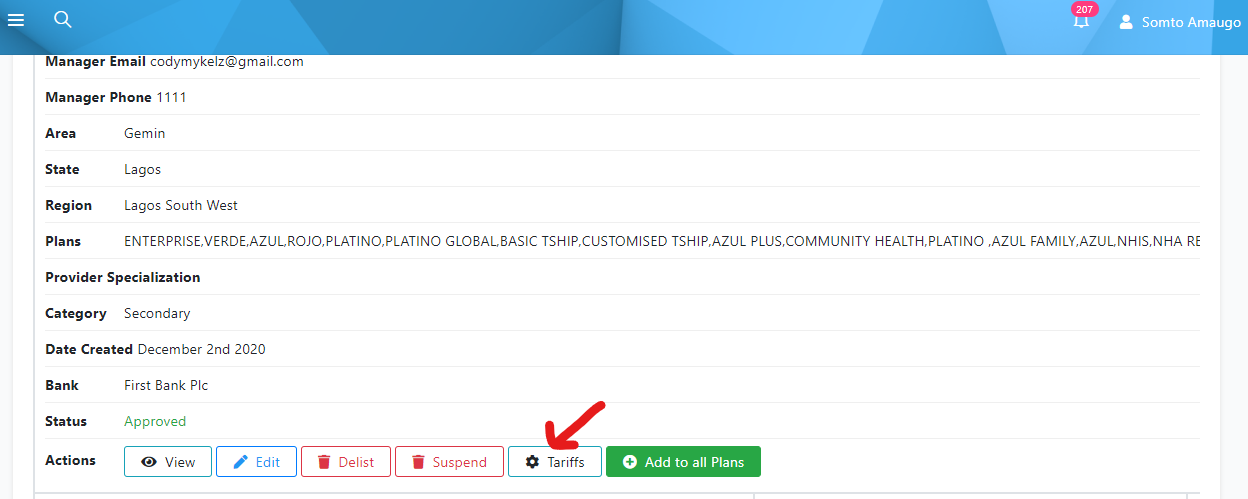 207
Somto Amaugo
Manager Email codymykelz@gmail.com
Manager Phone 1111
Area Gemin
State Lagos
Region Lagos South West
Plans ENTERPRISE,VERDE,AZUL,ROJO,PLATINO,PLATINO GLOBAL,BASIC TSHIP,CUSTOMISED TSHIP,AZUL PLUS,COMMUNITY HEALTH,PLATINO ,AZUL FAMILY,AZUL,NHIS,NHA RE
Provider Specialization
Category Secondary
Date Created December 2nd 2020
Bank First Bank Plc
Status Approved
Actions View Edit Delist Suspend Tariffs Add to all Plans